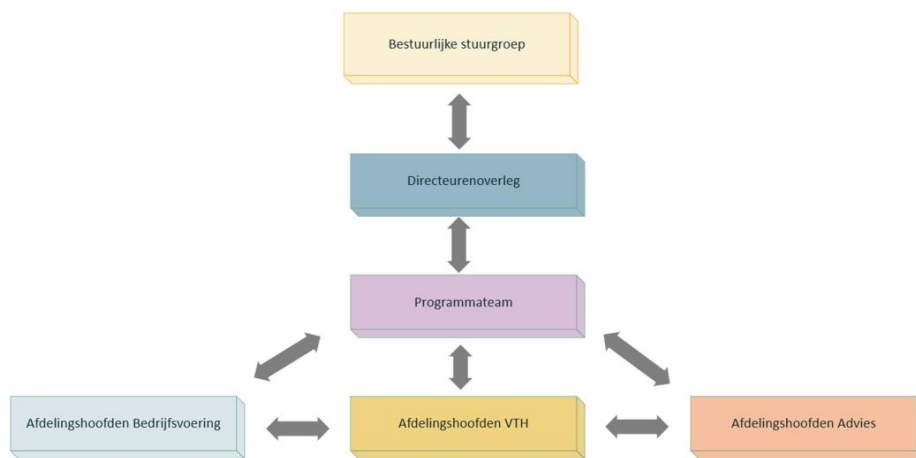 Bestuurlijke stuurgroep
Directeurenoverleg
Programmateam
Afdelingshoofden Bedrijfsvoering
Afdelingshoofden VTH
Afdelingshoofden Advies